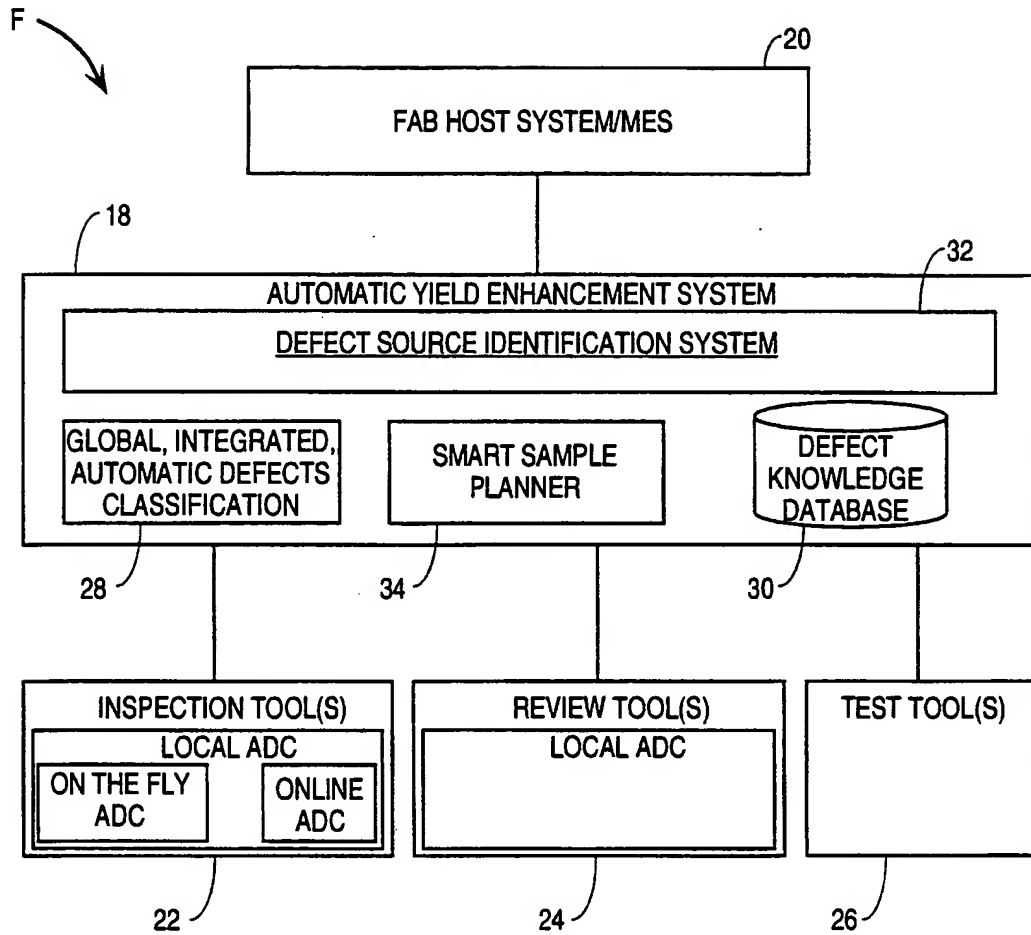 F
20
FAB HOST SYSTEM/MES
18
32
AUTOMATIC YIELD ENHANCEMENT SYSTEM
DEFECT SOURCE IDENTIFICATION SYSTEM
GLOBAL, INTEGRATED,
AUTOMATIC DEFECTS
CLASSIFICATION
SMART SAMPLE
PLANNER
DEFECT
KNOWLEDGE
DATABASE
28
34
30
INSPECTION TOOL(S)
LOCAL ADC
ON THE FLY
ADC
ONLINE
ADC
REVIEW TOOL(S)
LOCAL ADC
TEST TOOL(S)
22
24
26